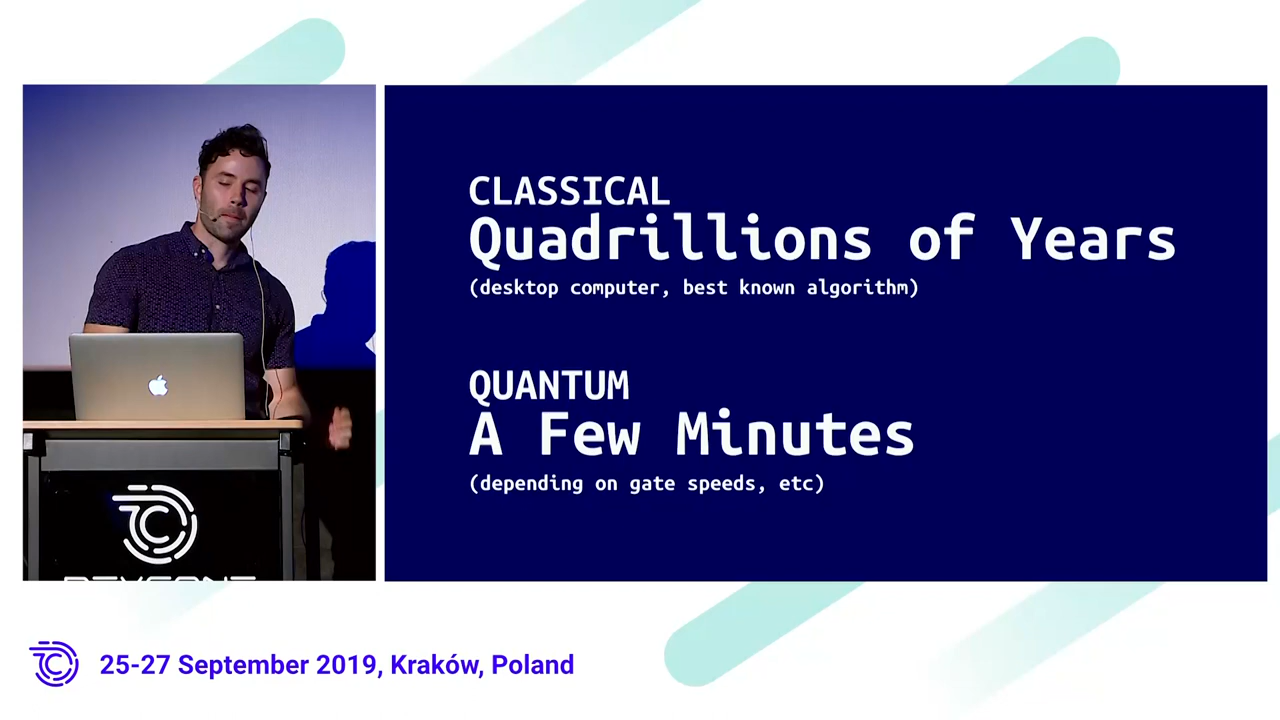 CLASSICAL
Quadrillions of Years
(desktop computer, best known algorithm)
QUANTUM
A Few Minutes
(depending on gate speeds, etc)
25-27 September 2019, Kraków, Poland